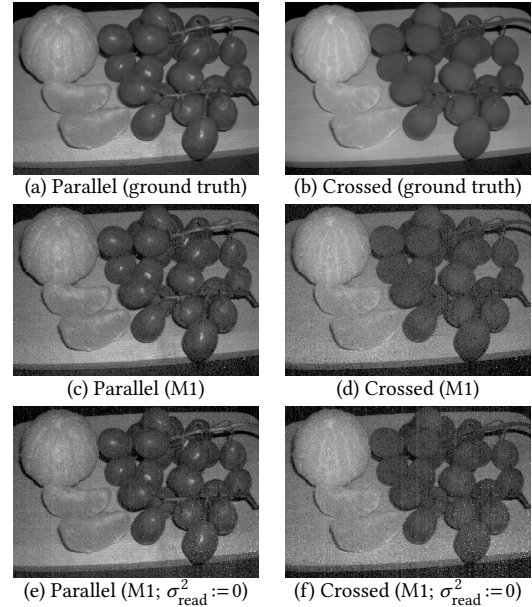 (a) Parallel (ground truth) (b) Crossed (ground truth)
(c) Parallel (M1) (d) Crossed (M1)
(e) Parallel (M1; σ²read := 0) (f) Crossed (M1; σ²read := 0)